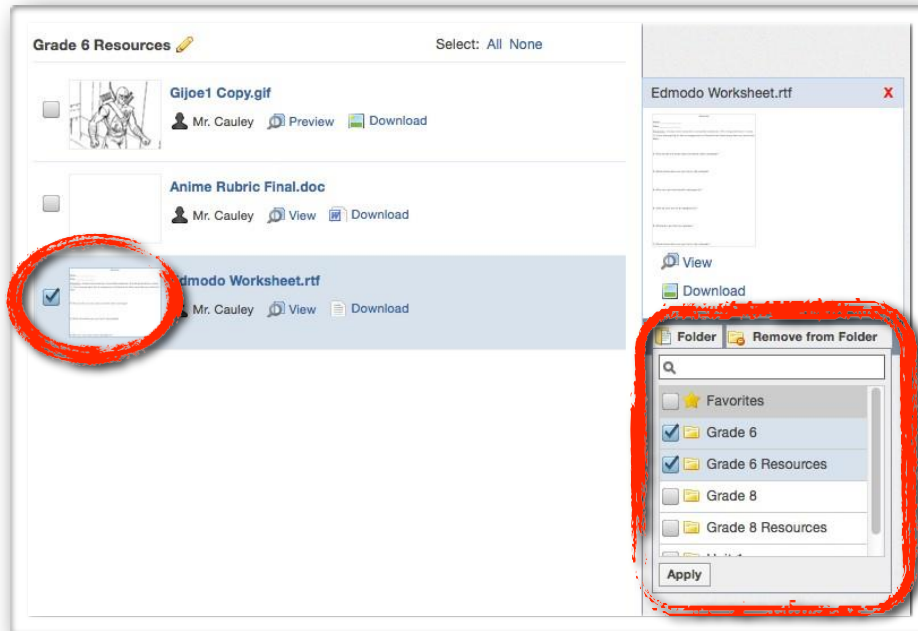 Grade 6 Resources
Select: All None
Gijoe1 Copy.gif
Mr. Cauley Preview Download
Anime Rubric Final.doc
Mr. Cauley View Download
Edmodo Worksheet.rtf
Mr. Cauley View Download
Edmodo Worksheet.rtf X
View
Download
Folder Remove from Folder
Favorites
Grade 6
Grade 6 Resources
Grade 8
Grade 8 Resources
Apply